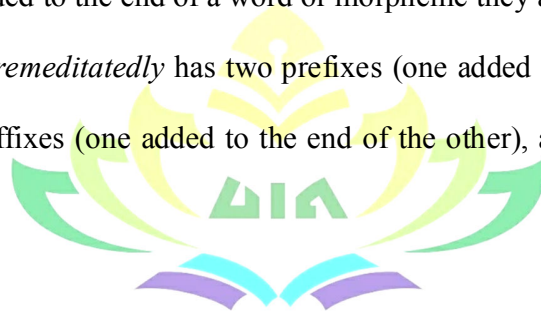 to the end of a word or morpheme they
remeditatedly has two prefixes (one added
ffixes (one added to the end of the other), a
UIN